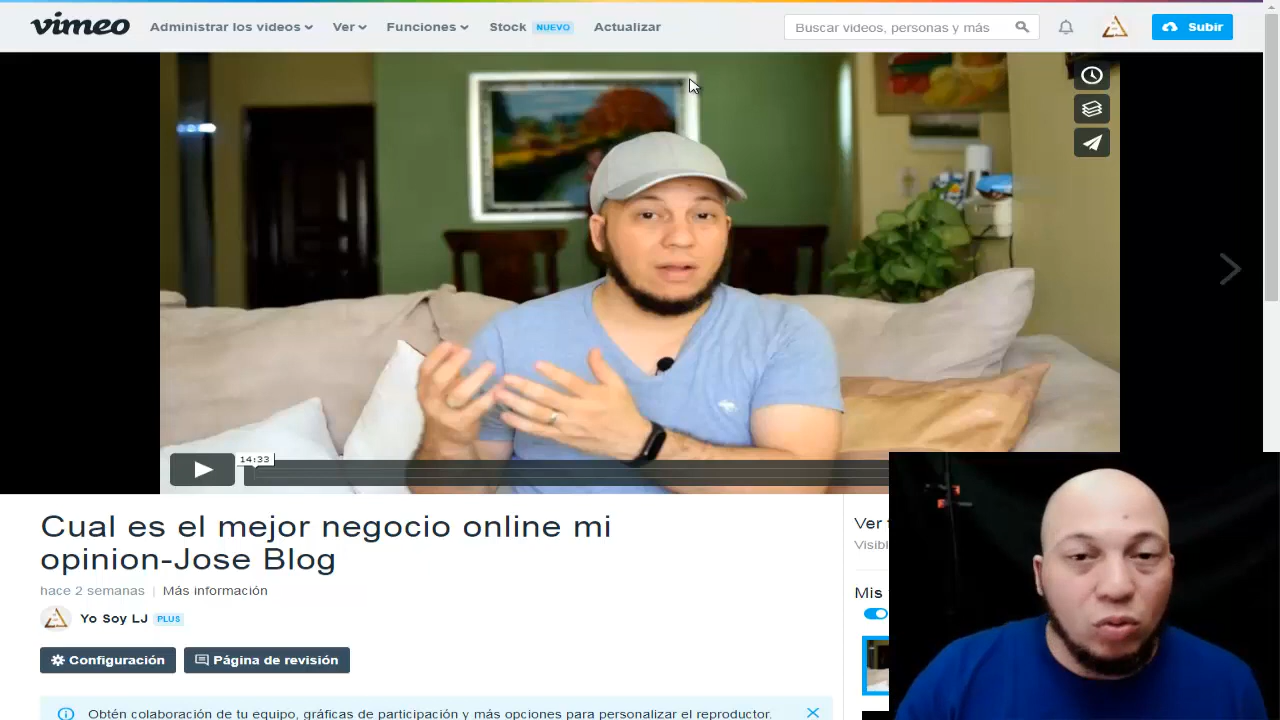 vimeo Administrar los videos Ver Funciones Stock NUEVO Actualizar Buscar videos, personas y más Subir
14:33
Cual es el mejor negocio online mi
opinion-Jose Blog
hace 2 semanas | Más información
Yo Soy LJ PLUS
Configuración Página de revisión
Obtén colaboración de tu equipo, gráficas de participación y más opciones para personalizar el reproductor.
Ver
Visibl
Mis